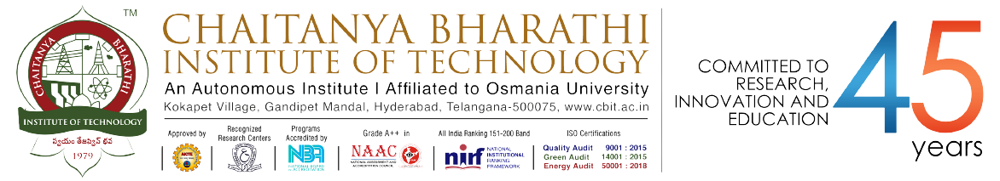 TM
CHAITANYA BHARATHI
INSTITUTE OF TECHNOLOGY
స్వయం తేజస్విన్ భవ
1979
CHAITANYA BHARATHI
INSTITUTE OF TECHNOLOGY
An Autonomous Institute I Affiliated to Osmania University
Kokapet Village, Gandipet Mandal, Hyderabad, Telangana-500075, www.cbit.ac.in
Approved by
AICTE
Recognized
Research Centers
Programs
Accredited by
NBA
NATIONAL BOARD
OF ACCREDITATION
Grade A++ in
NAAC
NATIONAL ASSESSMENT AND
ACCREDITATION COUNCIL
All India Ranking 151-200 Band
nirf
NATIONAL
INSTITUTIONAL
RANKING
FRAMEWORK
ISO Certifications
Quality Audit 9001 : 2015
Green Audit 14001 : 2015
Energy Audit 50001 : 2018
COMMITTED TO
RESEARCH,
INNOVATION AND
EDUCATION
45
years